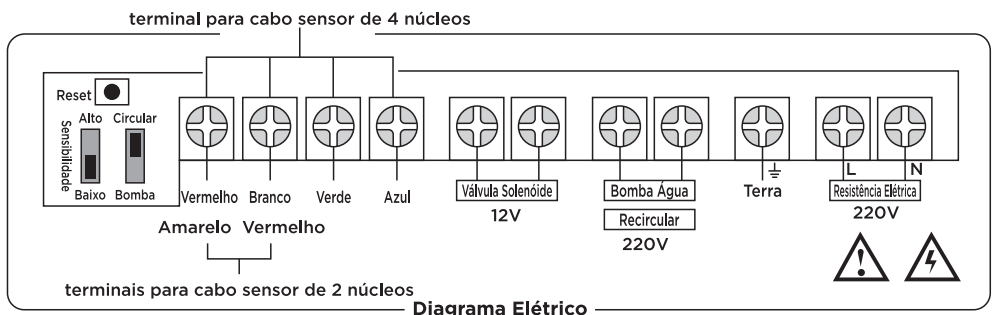 terminal para cabo sensor de 4 núcleos
Reset
Alto Circular
Sensibilidade
Baixo Bomba
Vermelho Branco Verde Azul
Válvula Solenóide
12V
Bomba Água
Recircular
220V
Terra
L N
Resistência Elétrica
220V
Amarelo Vermelho
terminais para cabo sensor de 2 núcleos
Diagrama Elétrico